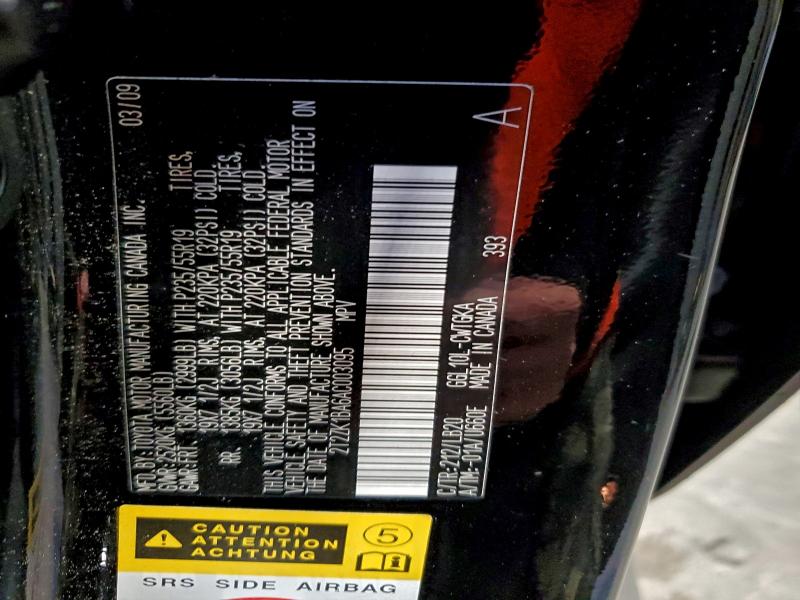 MFD.BY: TOYOTA MOTOR MANUFACTURING CANADA INC. 03/09
GVWR: 2520KG (5560LB)
GAWR: FRT. 1360KG (2998LB) WITH P235/55R19 TIRES,
19X7 1/2J RIMS, AT 220KPA (32PSI) COLD.
RR. 1385KG (3056LB) WITH P235/55R19 TIRES,
19X7 1/2J RIMS, AT 220KPA (32PSI) COLD.
THIS VEHICLE CONFORMS TO ALL APPLICABLE FEDERAL MOTOR
VEHICLE SAFETY AND THEFT PREVENTION STANDARDS IN EFFECT ON
THE DATE OF MANUFACTURE SHOWN ABOVE.
2T2ZK1BA0AC003095 MPV
C/TR: 212/LB20 GGL10L-CWTGKA 393 A
A/TM: -01A/U660E MADE IN CANADA
CAUTION
ATTENTION
ACHTUNG
5
SRS SIDE AIRBAG